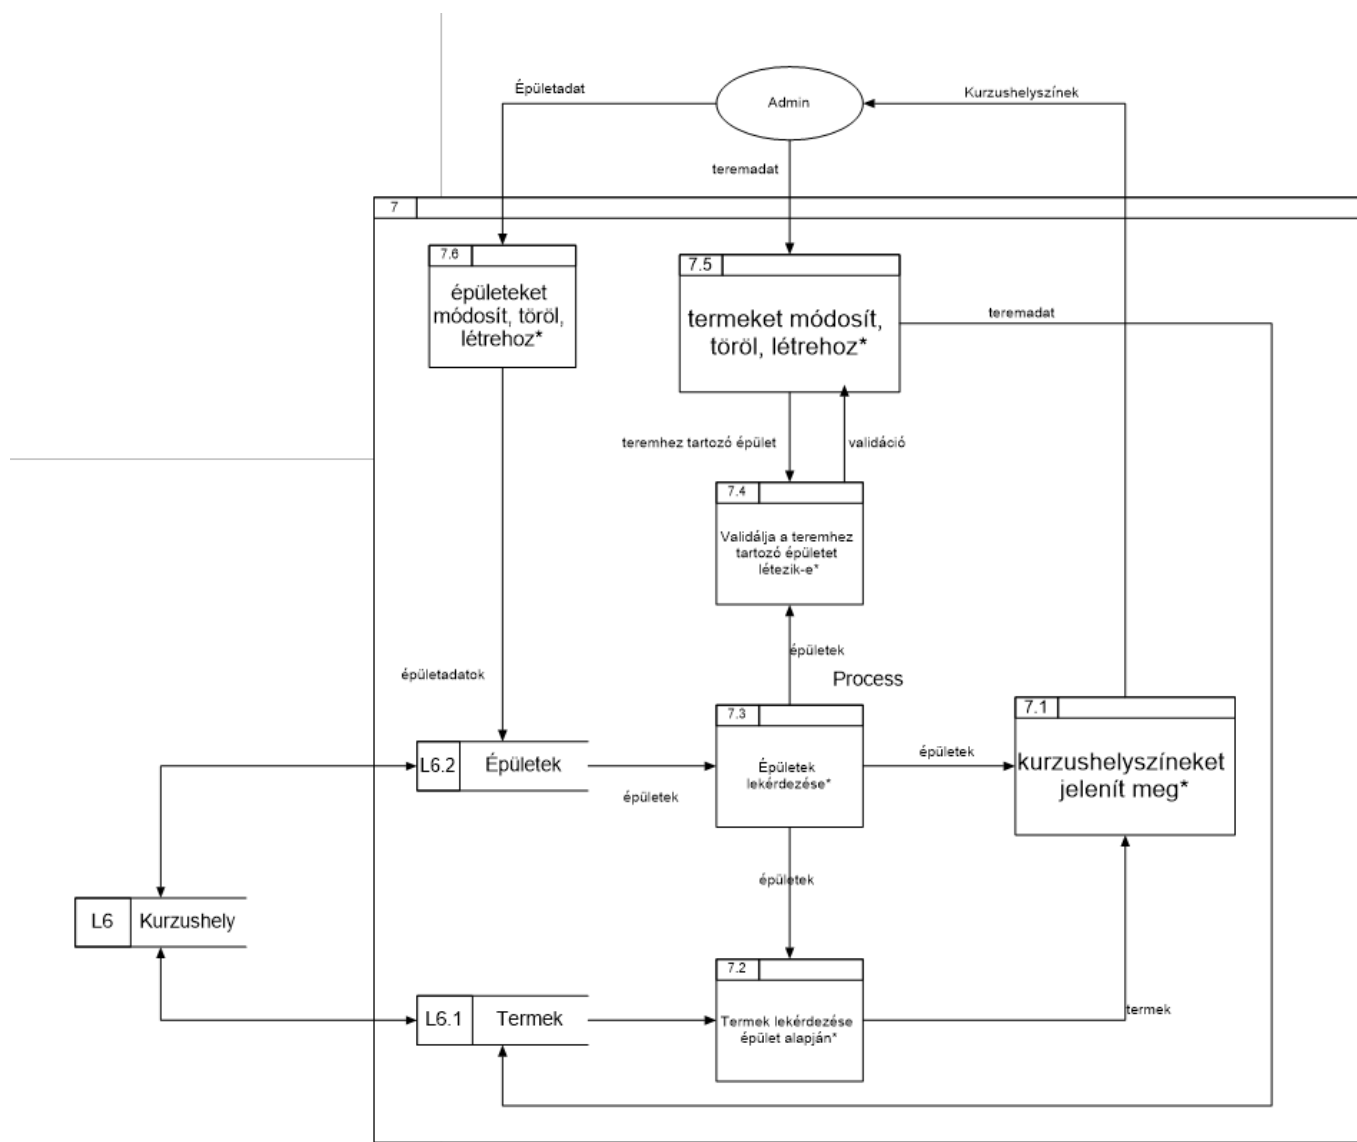 Épületadat
Admin
Kurzushelyszínek
teremadat
7
7.6
épületeket
módosít, töröl,
létrehoz*
7.5
termeket módosít,
töröl, létrehoz*
teremadat
teremhez tartozó épület
validáció
7.4
Validálja a teremhez
tartozó épületet
létezik-e*
épületek
Process
épületadatok
7.3
Épületek
lekérdezése*
7.1
kurzushelyszíneket
jelenít meg*
L6.2
Épületek
épületek
épületek
épületek
L6
Kurzushely
7.2
Termek lekérdezése
épület alapján*
L6.1
Termek
termek